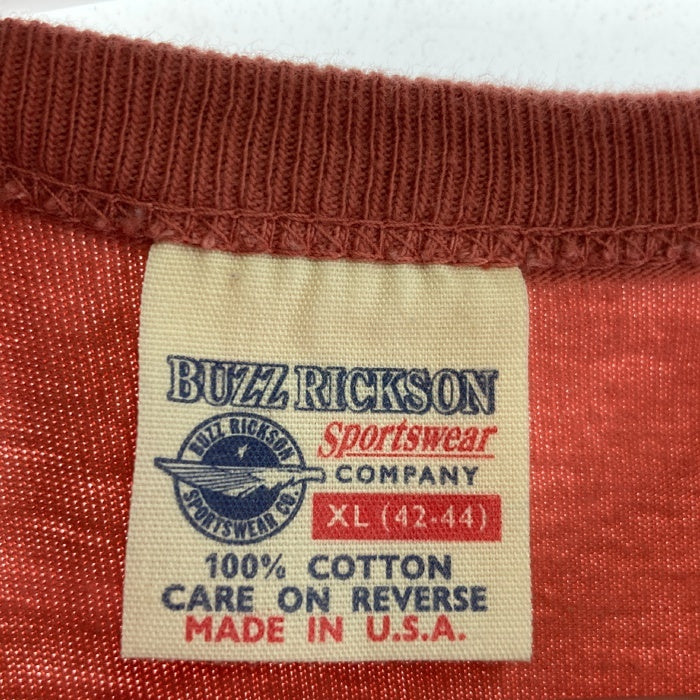 BUZZ RICKSON
Sportswear
COMPANY
BUZZ RICKSON
SPORTSWEAR CO.
XL (42-44)
100% COTTON
CARE ON REVERSE
MADE IN U.S.A.